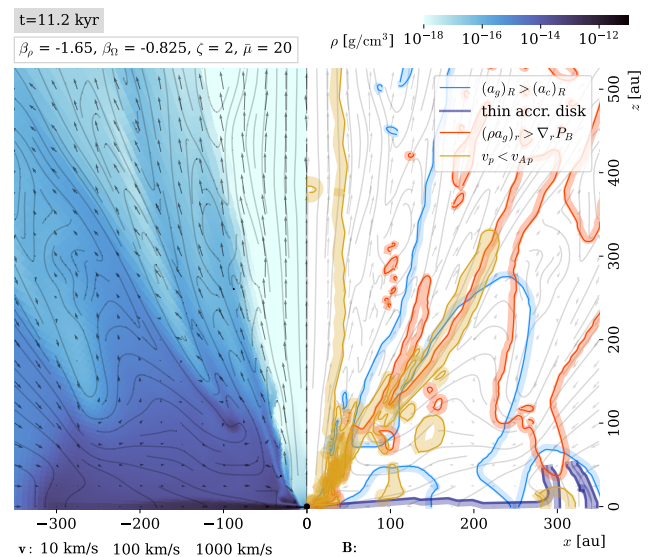 t=11.2 kyr
β_ρ = -1.65, β_Ω = -0.825, ζ = 2, μ̄ = 20
ρ [g/cm³]
10⁻¹⁸ 10⁻¹⁶ 10⁻¹⁴ 10⁻¹²
(a_g)_R > (a_c)_R
thin accr. disk
(ρa_g)_r > ∇_r P_B
v_p < v_Ap
z [au]
500
400
300
200
100
0
−300 −200 −100 0 100 200 300
x [au]
v: 10 km/s 100 km/s 1000 km/s B: